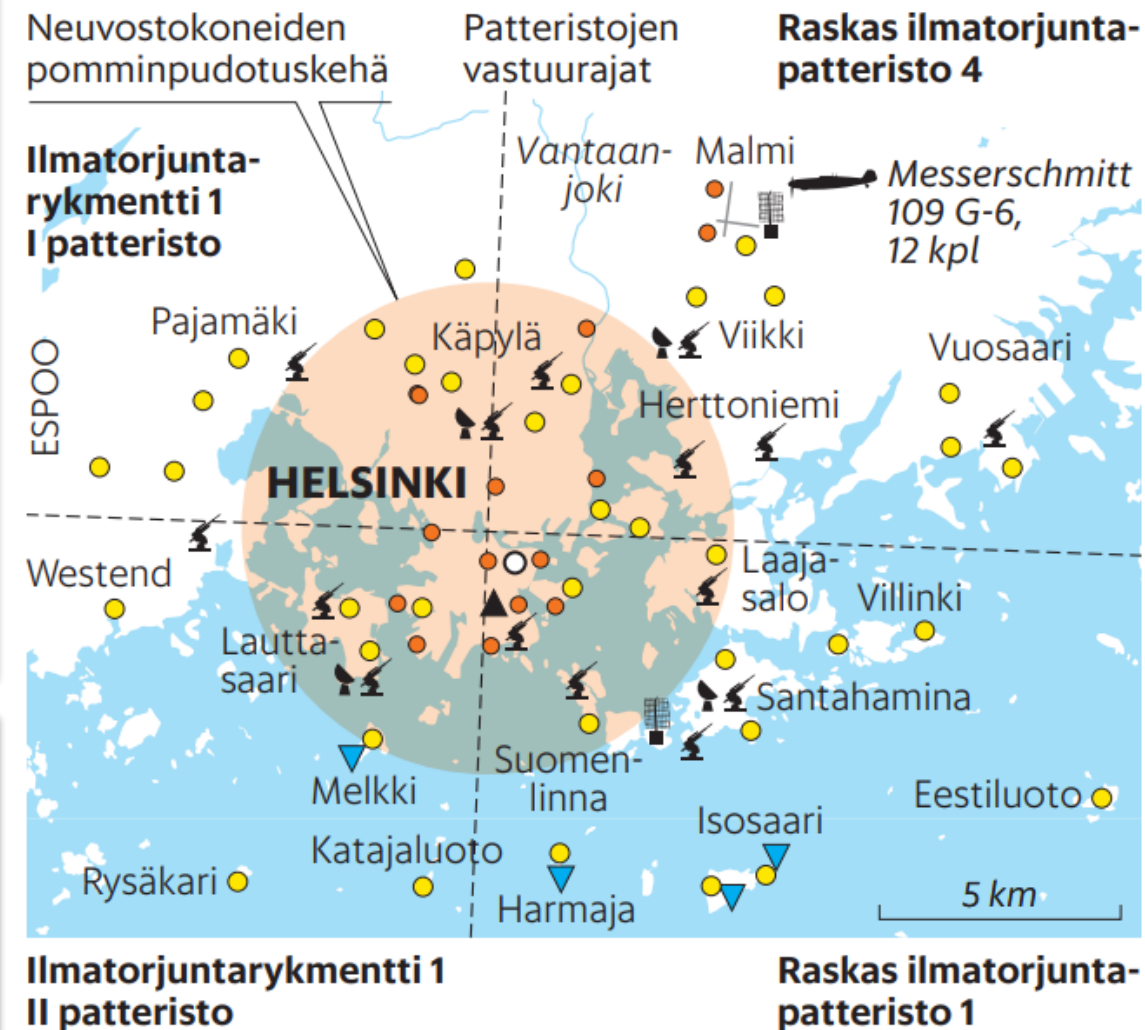 Neuvostokoneiden
pomminpudotuskehä
Patteristojen
vastuurajat
Raskas ilmatorjunta-
patteristo 4
Ilmatorjunta-
rykmentti 1
I patteristo
Vantaan-
joki
Malmi
Messerschmitt
109 G-6,
12 kpl
Pajamäki
Käpylä
Viikki
Vuosaari
ESPOO
Herttoniemi
HELSINKI
Westend
Laaja-
salo
Villinki
Lautta-
saari
Santahamina
Suomen-
linna
Melkki
Eestiluoto
Isosaari
Katajaluoto
Rysäkari
Harmaja
5 km
Ilmatorjuntarykmentti 1
II patteristo
Raskas ilmatorjunta-
patteristo 1